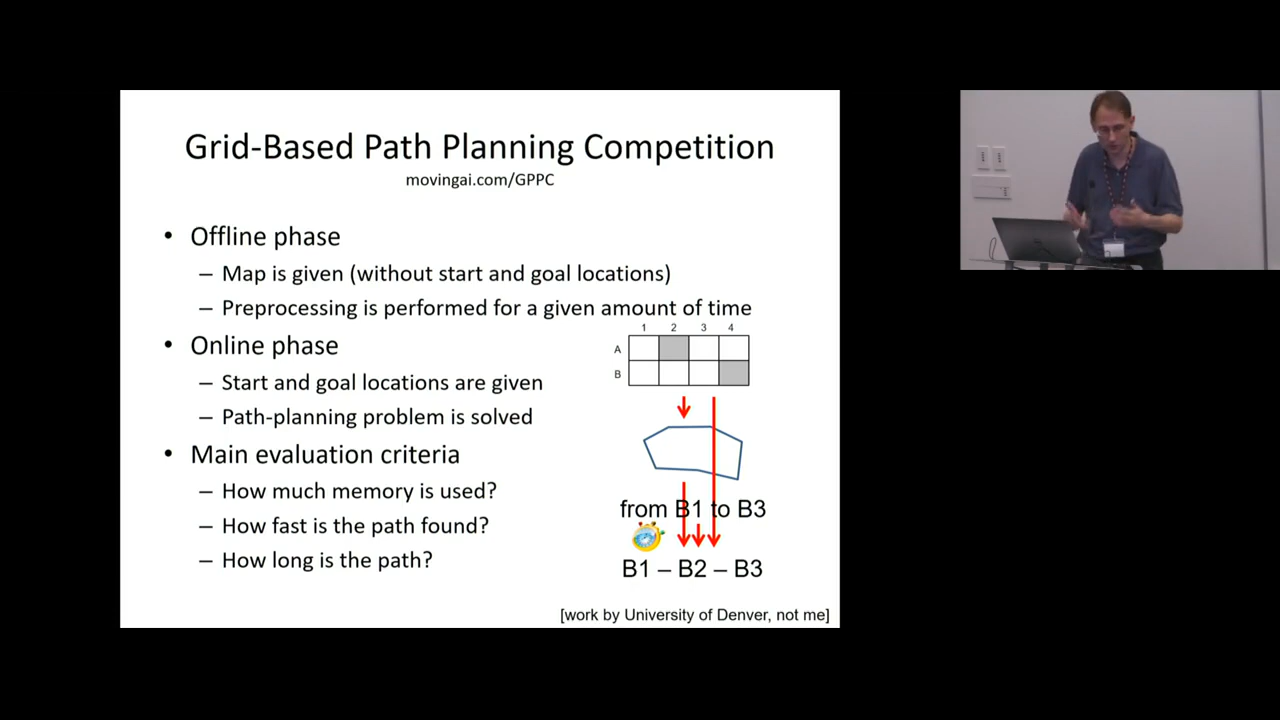 Grid-Based Path Planning Competition
movingai.com/GPPC
• Offline phase
– Map is given (without start and goal locations)
– Preprocessing is performed for a given amount of time
• Online phase
– Start and goal locations are given
– Path-planning problem is solved
• Main evaluation criteria
– How much memory is used?
– How fast is the path found?
– How long is the path?
1 2 3 4
A
B
from B1 to B3
B1 – B2 – B3
[work by University of Denver, not me]